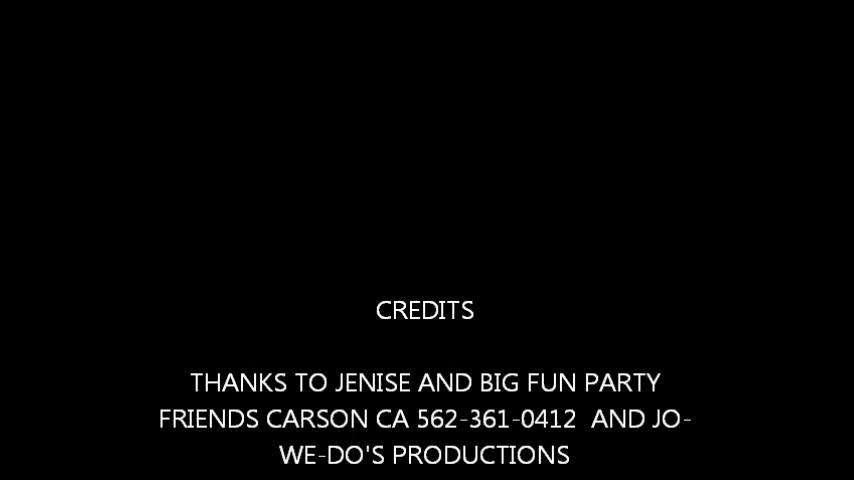 CREDITS
THANKS TO JENISE AND BIG FUN PARTY
FRIENDS CARSON CA 562-361-0412  AND JO-
WE-DO'S PRODUCTIONS